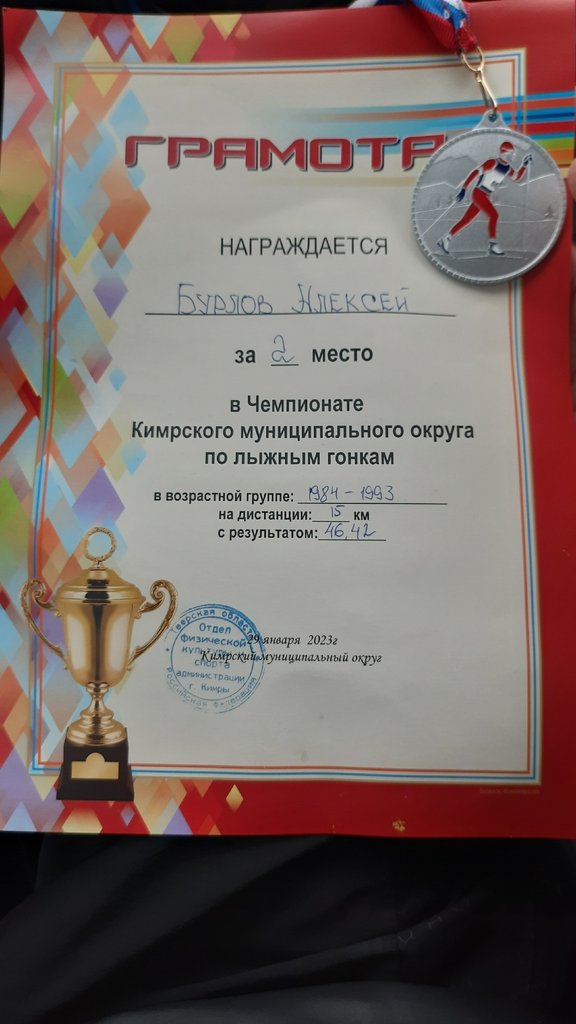 ГРАМОТА
НАГРАЖДАЕТСЯ
Бурлов Алексей
за 2 место
в Чемпионате
Кимрского муниципального округа
по лыжным гонкам
в возрастной группе: 1984 - 1993
на дистанции: 15 км
с результатом: 46,42
29 января 2023г
Кимрский муниципальный округ
Тверская область
Отдел
физической
культуры и
спорта
администрации
г. Кимры
Российская Федерация